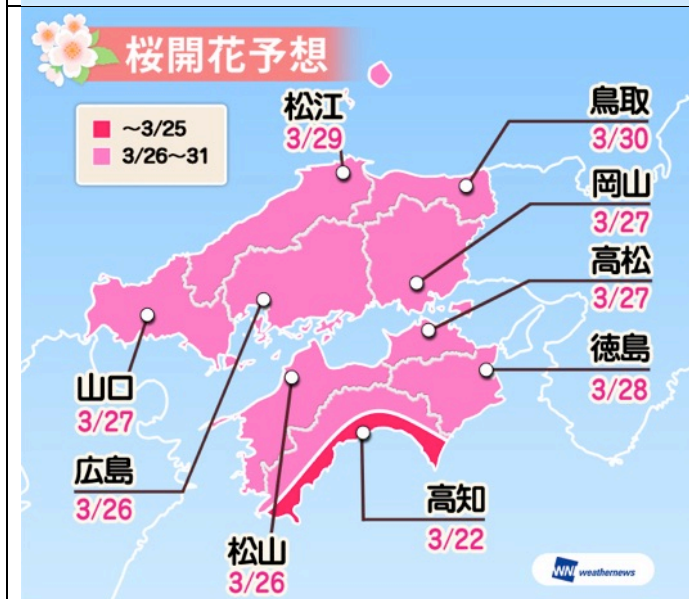 桜開花予想
～3/25
3/26～31
松江
3/29
鳥取
3/30
岡山
3/27
高松
3/27
徳島
3/28
山口
3/27
広島
3/26
松山
3/26
高知
3/22
WN weathernews